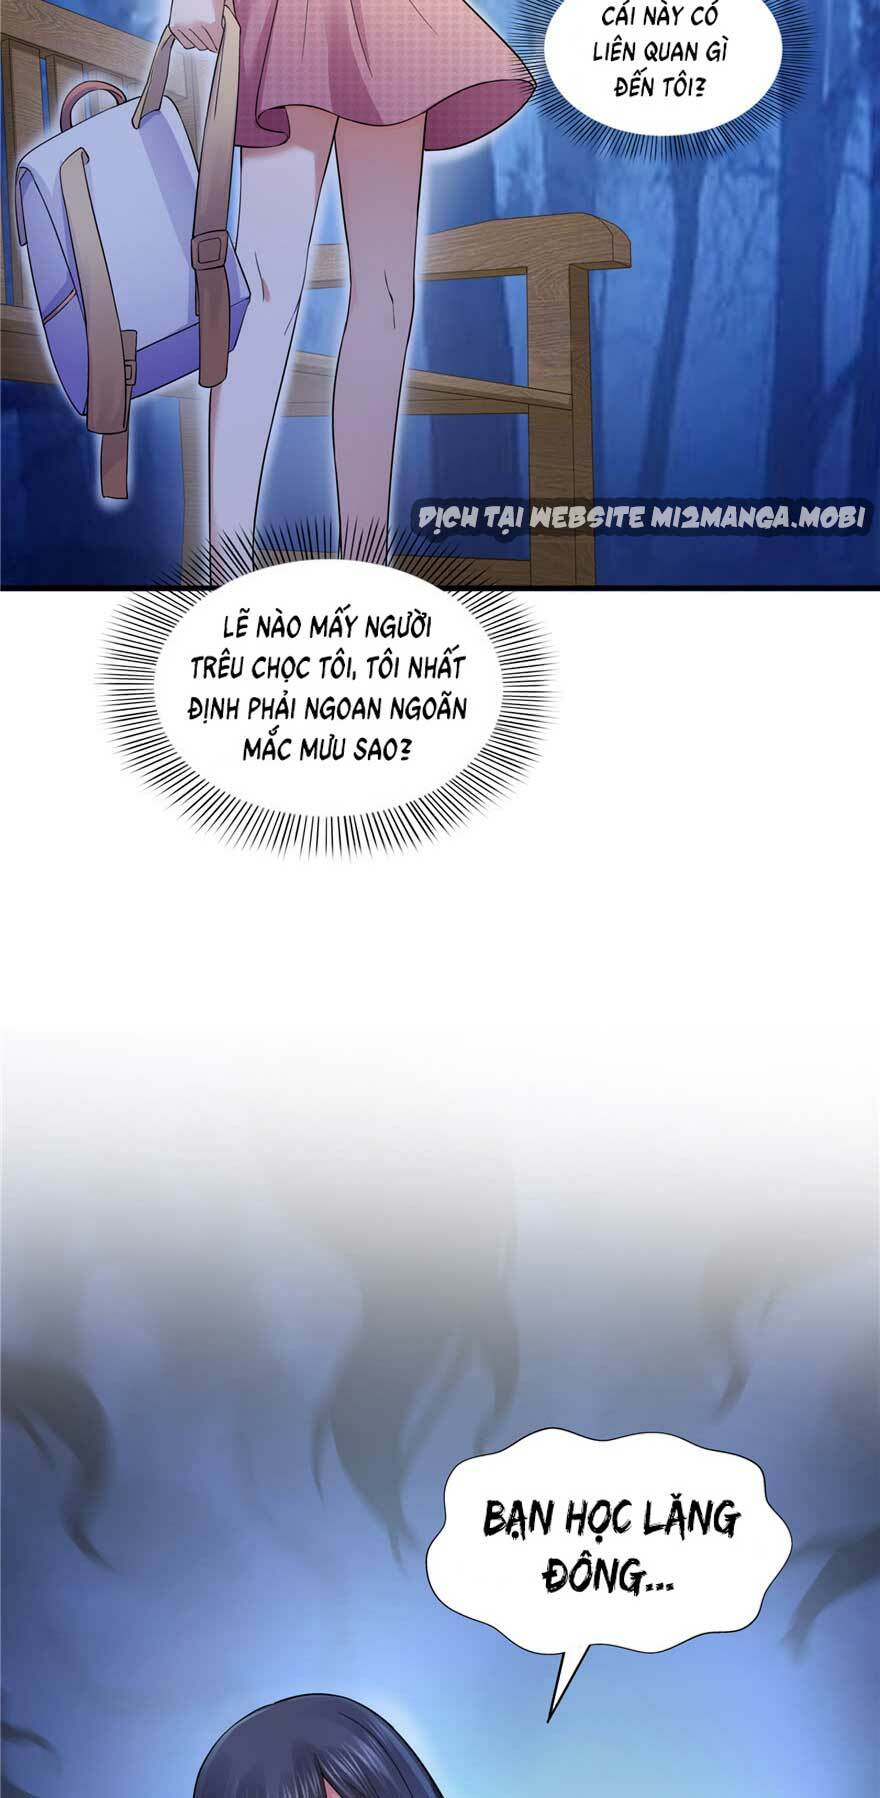 CÁI NÀY CÓ
LIÊN QUAN GÌ
ĐẾN TÔI?
DỊCH TẠI WEBSITE MI2MANGA.MOBI
LẼ NÀO MẤY NGƯỜI
TRÊU CHỌC TÔI, TÔI NHẤT
ĐỊNH PHẢI NGOAN NGOÃN
MẮC MƯU SAO?
BẠN HỌC LĂNG
ĐÔNG...